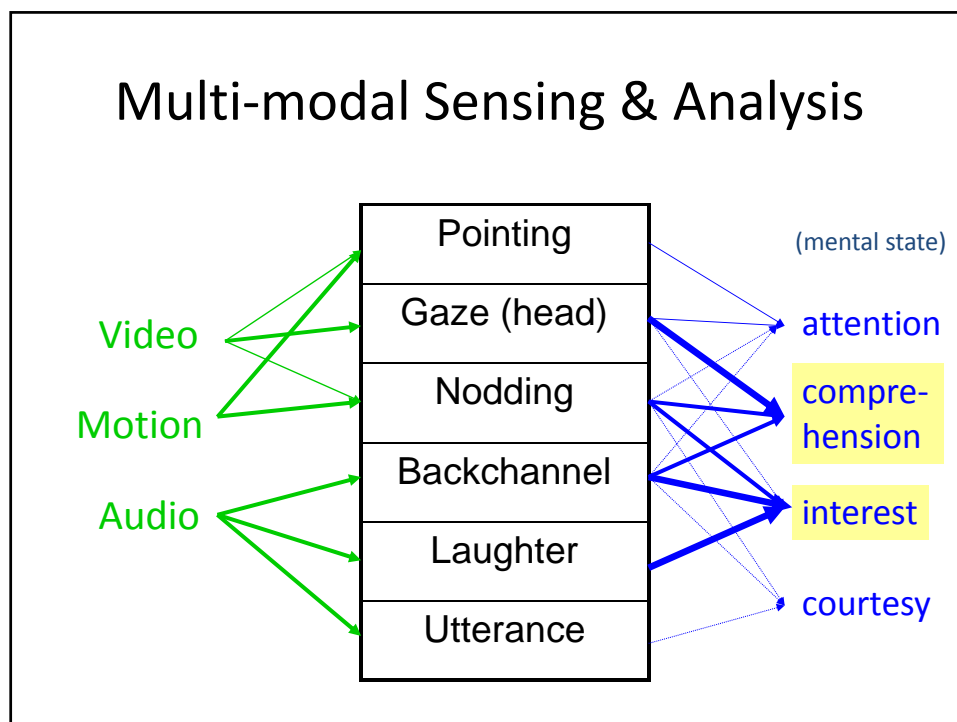 Multi-modal Sensing & Analysis
Pointing
(mental state)
Gaze (head)
Video
attention
Nodding
compre-
hension
Motion
Backchannel
Audio
interest
Laughter
courtesy
Utterance